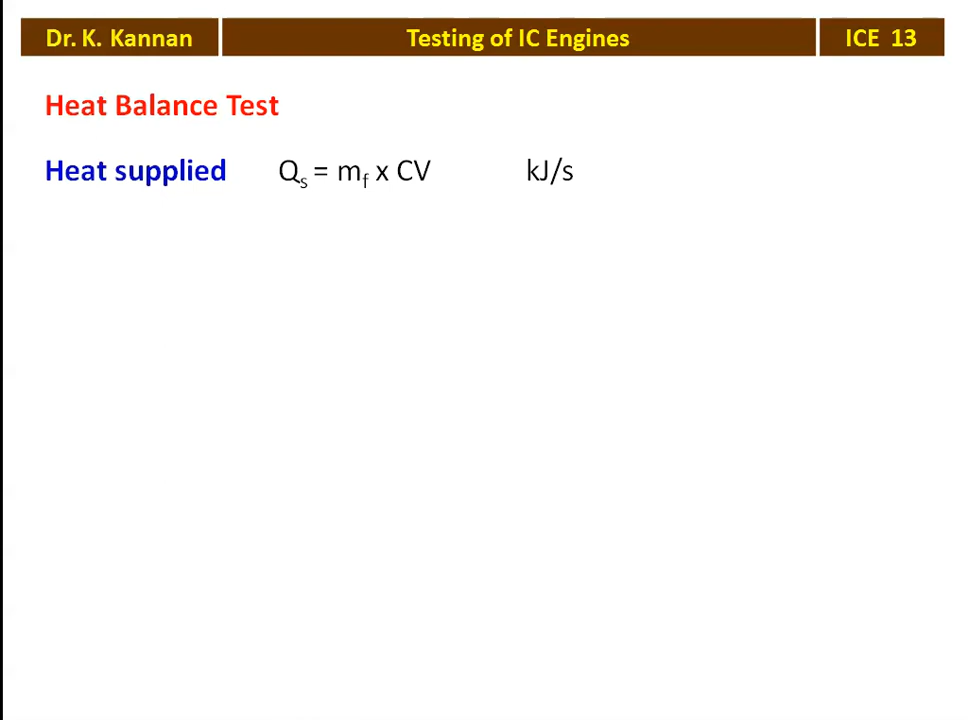 Dr. K. Kannan Testing of IC Engines ICE 13
Heat Balance Test
Heat supplied Qs = mf x CV kJ/s